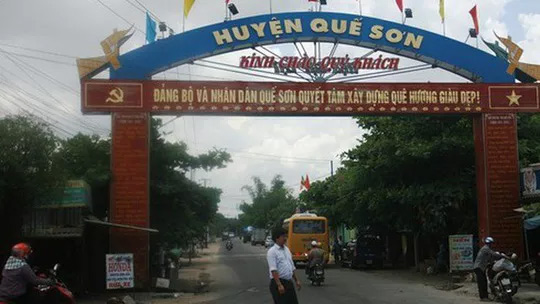 HUYỆN QUẾ SƠN
KÍNH CHÀO QUÝ KHÁCH
ĐẢNG BỘ VÀ NHÂN DÂN QUẾ SƠN QUYẾT TÂM XÂY DỰNG QUÊ HƯƠNG GIÀU ĐẸP!
HONDA